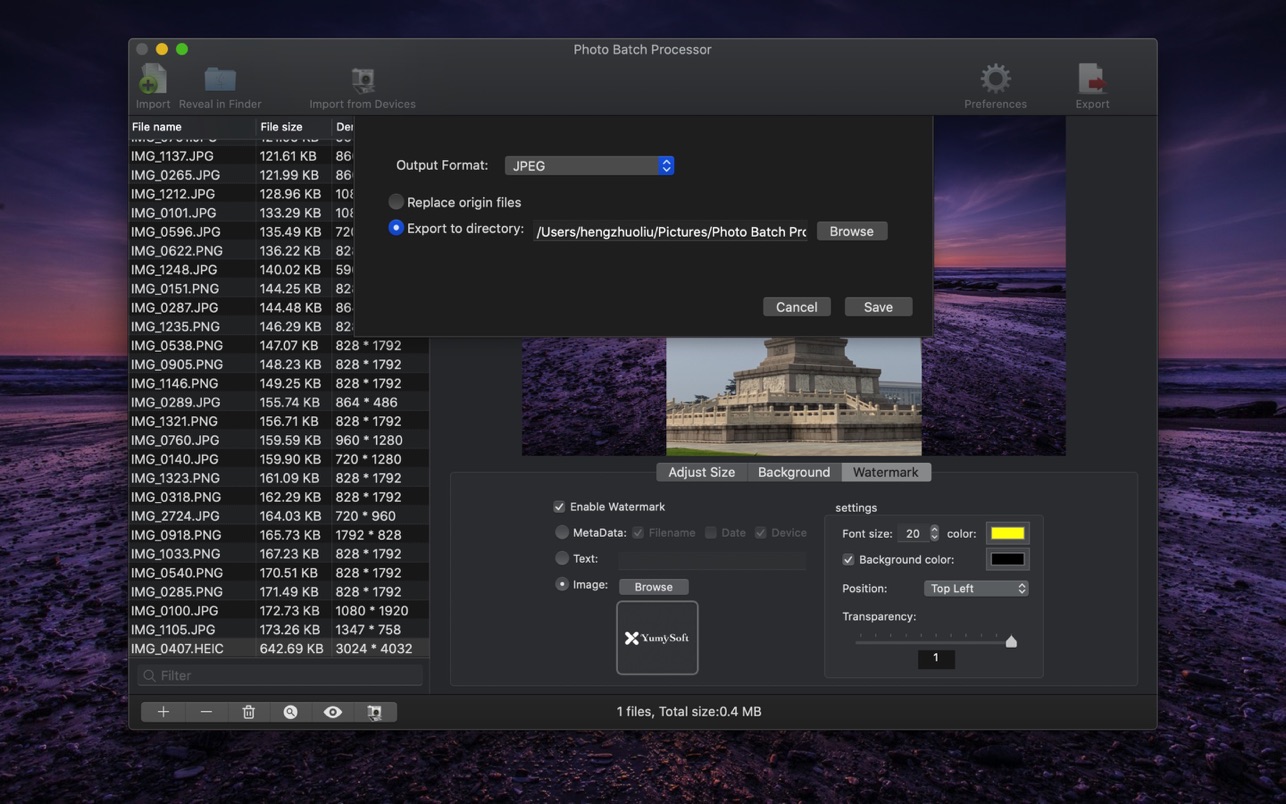 Photo Batch Processor
Import Reveal in Finder Import from Devices Preferences Export
File name File size
IMG_1137.JPG 121.61 KB
IMG_0265.JPG 121.99 KB
IMG_1212.JPG 128.96 KB
IMG_0101.JPG 133.29 KB
IMG_0596.JPG 135.49 KB
IMG_0622.PNG 136.22 KB
IMG_1248.JPG 140.02 KB
IMG_0151.PNG 144.25 KB
IMG_0287.JPG 144.48 KB
IMG_1235.PNG 146.29 KB
IMG_0538.PNG 147.07 KB 828 * 1792
IMG_0905.PNG 148.23 KB 828 * 1792
IMG_1146.PNG 149.25 KB 828 * 1792
IMG_0289.JPG 155.74 KB 864 * 486
IMG_1321.PNG 156.71 KB 828 * 1792
IMG_0760.JPG 159.59 KB 960 * 1280
IMG_0140.JPG 159.90 KB 720 * 1280
IMG_1323.PNG 161.09 KB 828 * 1792
IMG_0318.PNG 162.29 KB 828 * 1792
IMG_2724.JPG 164.03 KB 720 * 960
IMG_0918.PNG 165.73 KB 1792 * 828
IMG_1033.PNG 167.23 KB 828 * 1792
IMG_0540.PNG 170.51 KB 828 * 1792
IMG_0285.PNG 171.49 KB 828 * 1792
IMG_0100.JPG 172.73 KB 1080 * 1920
IMG_1105.JPG 173.26 KB 1347 * 758
IMG_0407.HEIC 642.69 KB 3024 * 4032
Filter
Output Format: JPEG
Replace origin files
Export to directory: /Users/hengzhuoliu/Pictures/Photo Batch Pro Browse
Cancel Save
Adjust Size Background Watermark
Enable Watermark
MetaData: Filename Date Device
Text:
Image: Browse
YumySoft
settings
Font size: 20 color:
Background color:
Position: Top Left
Transparency:
1
1 files, Total size:0.4 MB